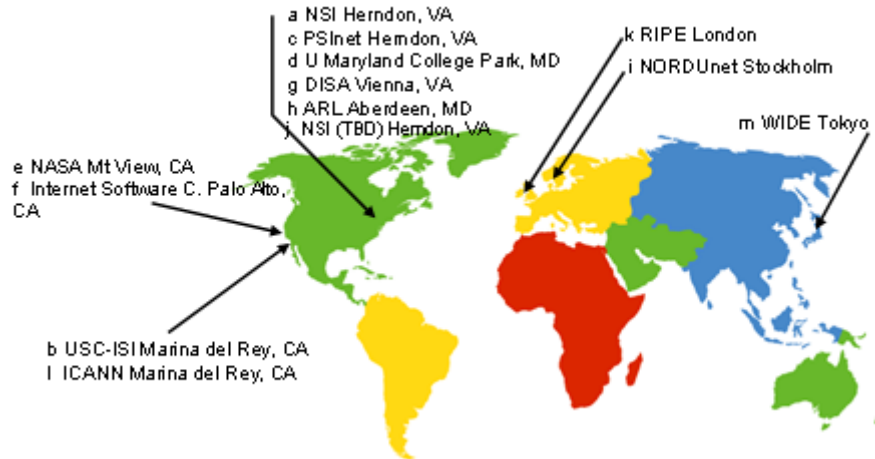 a NSI Herndon, VA
c PSInet Herndon, VA
d U Maryland College Park, MD
g DISA Vienna, VA
h ARL Aberdeen, MD
j NSI (TBD) Herndon, VA
k RIPE London
i NORDUnet Stockholm
m WIDE Tokyo
e NASA Mt View, CA
f Internet Software C. Palo Alto,
CA
b USC-ISI Marina del Rey, CA
l ICANN Marina del Rey, CA